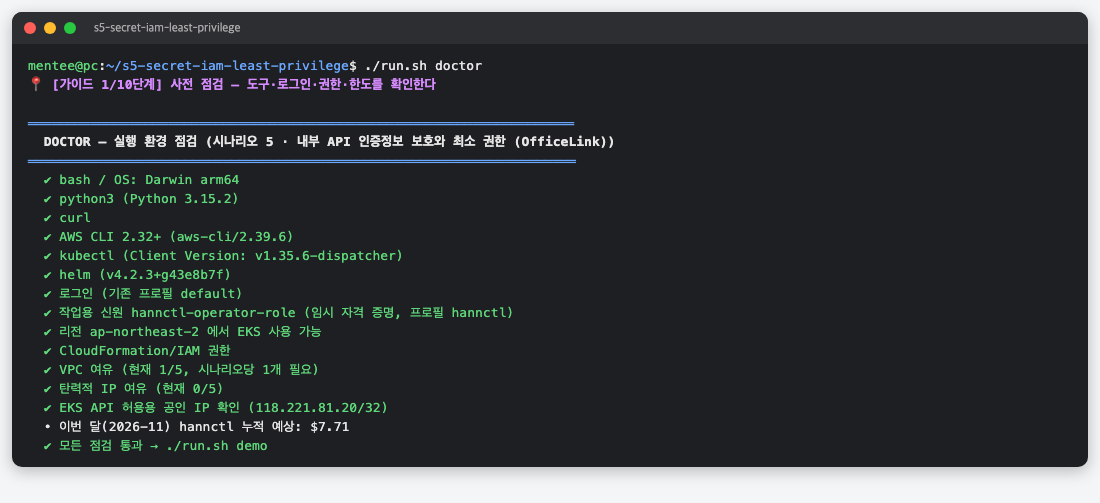 s5-secret-iam-least-privilege
mentee@pc:~/s5-secret-iam-least-privilege$ ./run.sh doctor
📍 [가이드 1/10단계] 사전 점검 — 도구·로그인·권한·한도를 확인한다
DOCTOR — 실행 환경 점검 (시나리오 5 · 내부 API 인증정보 보호와 최소 권한 (OfficeLink))
✔ bash / OS: Darwin arm64
✔ python3 (Python 3.15.2)
✔ curl
✔ AWS CLI 2.32+ (aws-cli/2.39.6)
✔ kubectl (Client Version: v1.35.6-dispatcher)
✔ helm (v4.2.3+g43e8b7f)
✔ 로그인 (기존 프로필 default)
✔ 작업용 신원 hannctl-operator-role (임시 자격 증명, 프로필 hannctl)
✔ 리전 ap-northeast-2 에서 EKS 사용 가능
✔ CloudFormation/IAM 권한
✔ VPC 여유 (현재 1/5, 시나리오당 1개 필요)
✔ 탄력적 IP 여유 (현재 0/5)
✔ EKS API 허용용 공인 IP 확인 (118.221.81.20/32)
• 이번 달(2026-11) hannctl 누적 예상: $7.71
✔ 모든 점검 통과 → ./run.sh demo